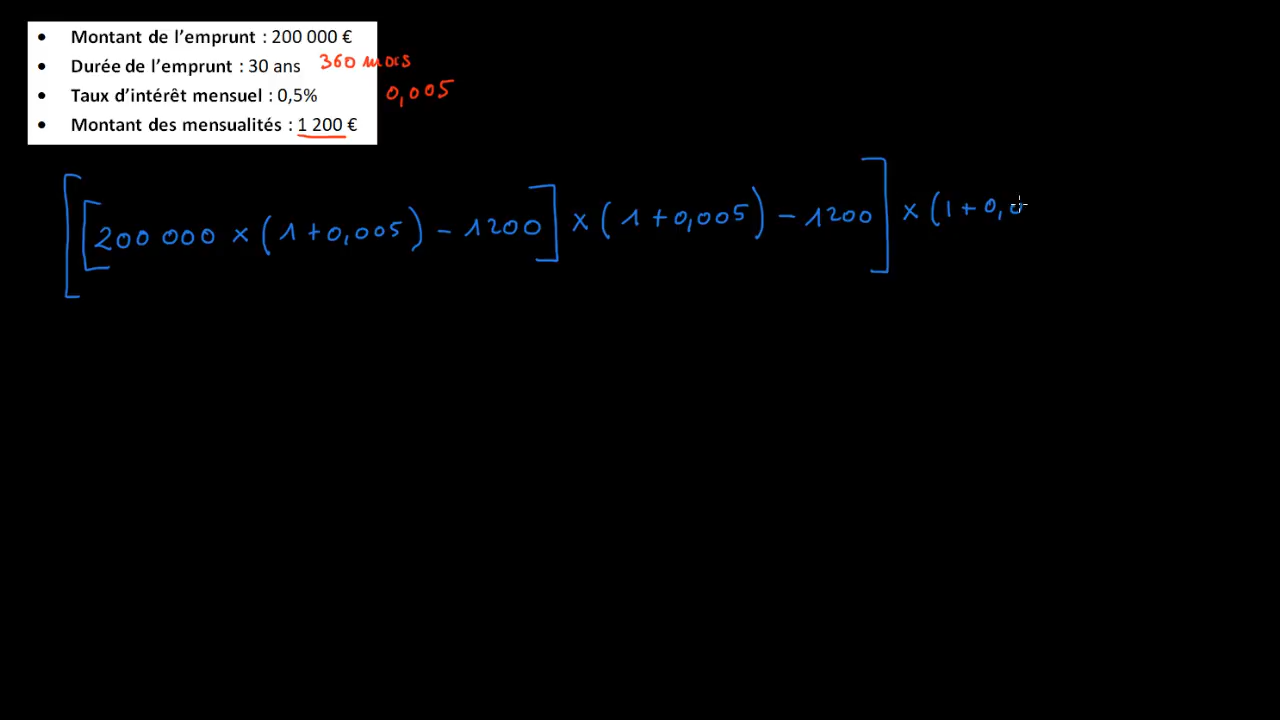 • Montant de l’emprunt : 200 000 €
• Durée de l’emprunt : 30 ans 360 mois
• Taux d’intérêt mensuel : 0,5% 0,005
• Montant des mensualités : 1 200 €
[[200 000 × (1+0,005) – 1200] × (1+0,005) – 1200] × (1+0,0